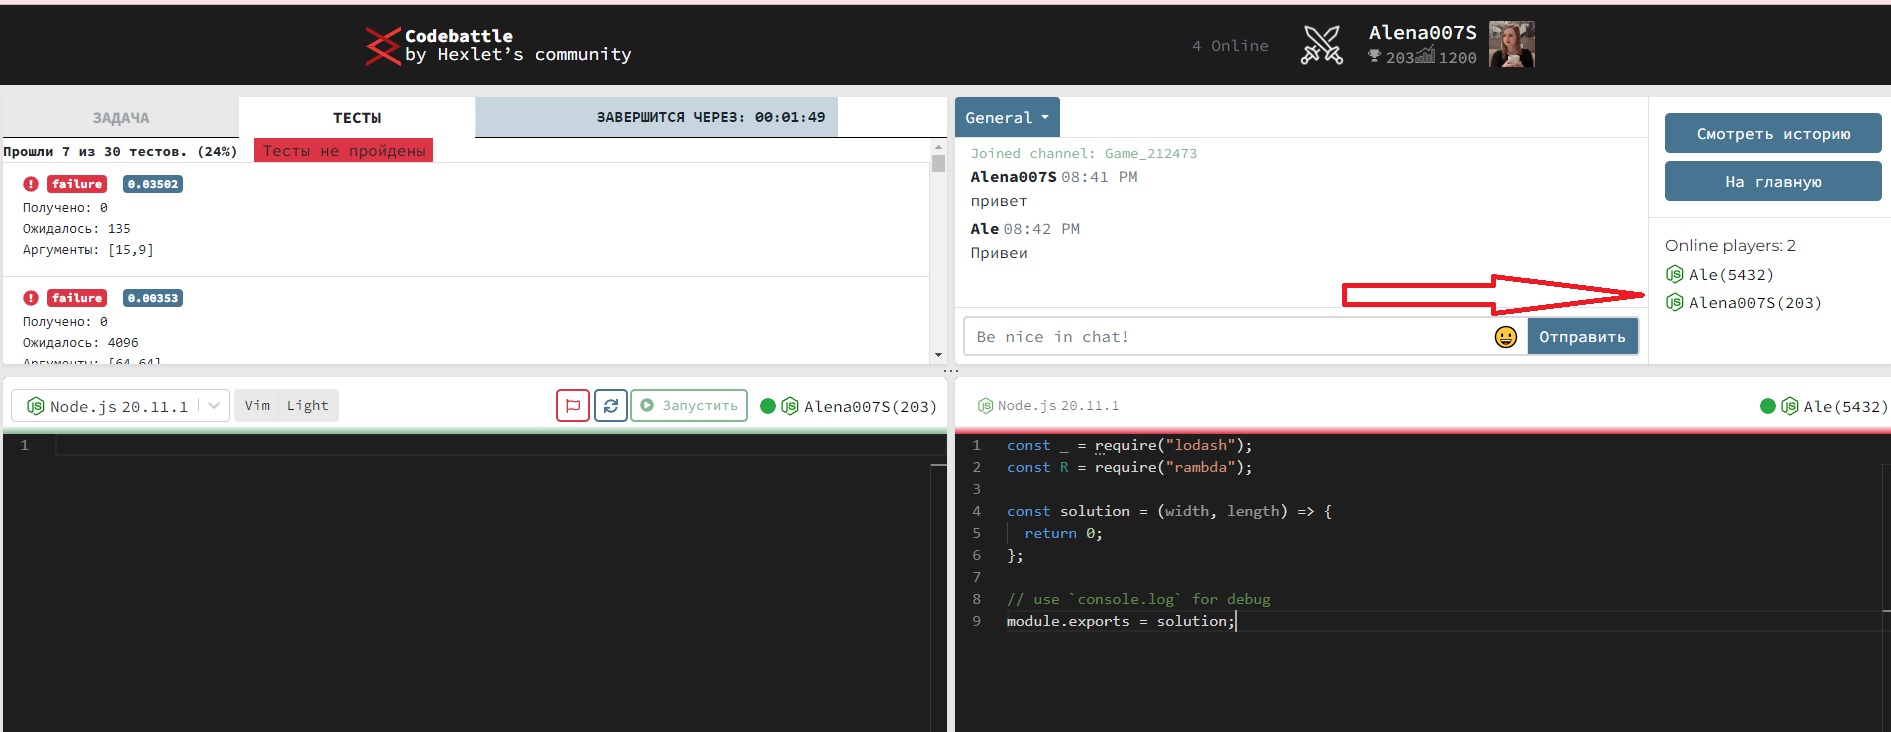 Codebattle
by Hexlet’s community
4 Online
Alena007S
203 1200
ЗАДАЧА
ТЕСТЫ
ЗАВЕРШИТСЯ ЧЕРЕЗ: 00:01:49
Прошли 7 из 30 тестов. (24%)
Тесты не пройдены
failure 0.03502
Получено: 0
Ожидалось: 135
Аргументы: [15,9]
failure 0.00353
Получено: 0
Ожидалось: 4096
Аргументы: [64,64]
General
Joined channel: Game_212473
Alena007S 08:41 PM
привет
Ale 08:42 PM
Привеи
Be nice in chat!
Отправить
Смотреть историю
На главную
Online players: 2
JS Ale(5432)
JS Alena007S(203)
JS Node.js 20.11.1
Vim Light
Запустить
JS Alena007S(203)
1
JS Node.js 20.11.1
JS Ale(5432)
1 const _ = require("lodash");
2 const R = require("rambda");
3
4 const solution = (width, length) => {
5 return 0;
6 };
7
8 // use `console.log` for debug
9 module.exports = solution;